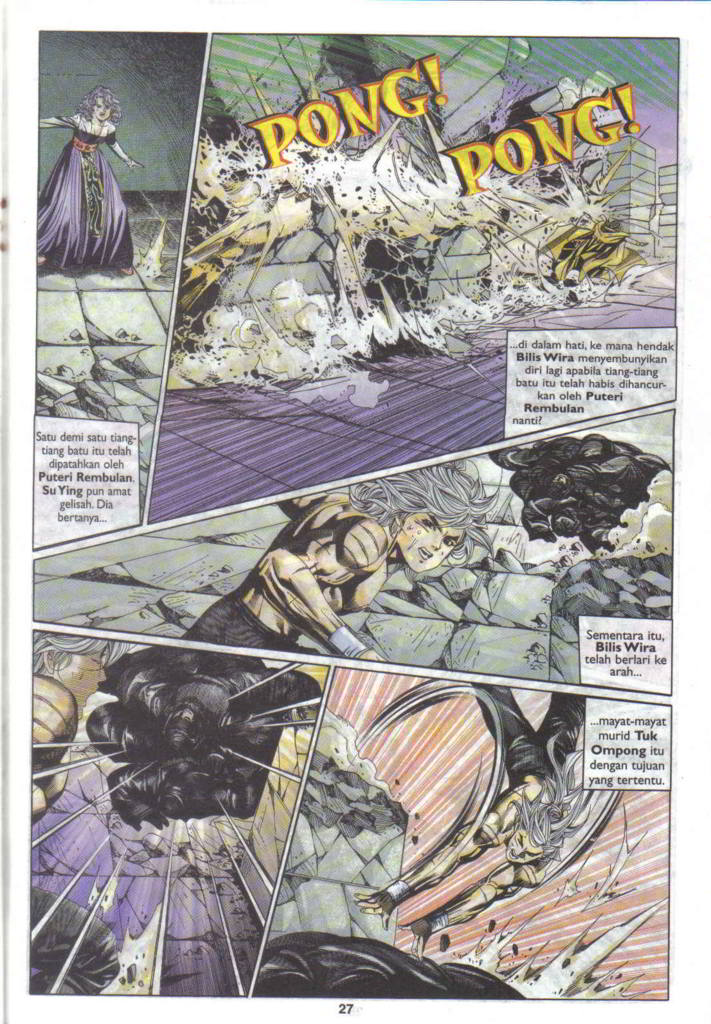 PONG!
PONG!
Satu demi satu tiang-
tiang batu itu telah
dipatahkan oleh
Puteri Rembulan.
Su Ying pun amat
gelisah. Dia
bertanya...
...di dalam hati, ke mana hendak
Bilis Wira menyembunyikan
diri lagi apabila tiang-tiang
batu itu telah habis dihancur-
kan oleh Puteri
Rembulan
nanti?
Sementara itu,
Bilis Wira
telah berlari ke
arah...
...mayat-mayat
murid Tuk
Ompong itu
dengan tujuan
yang tertentu.
27